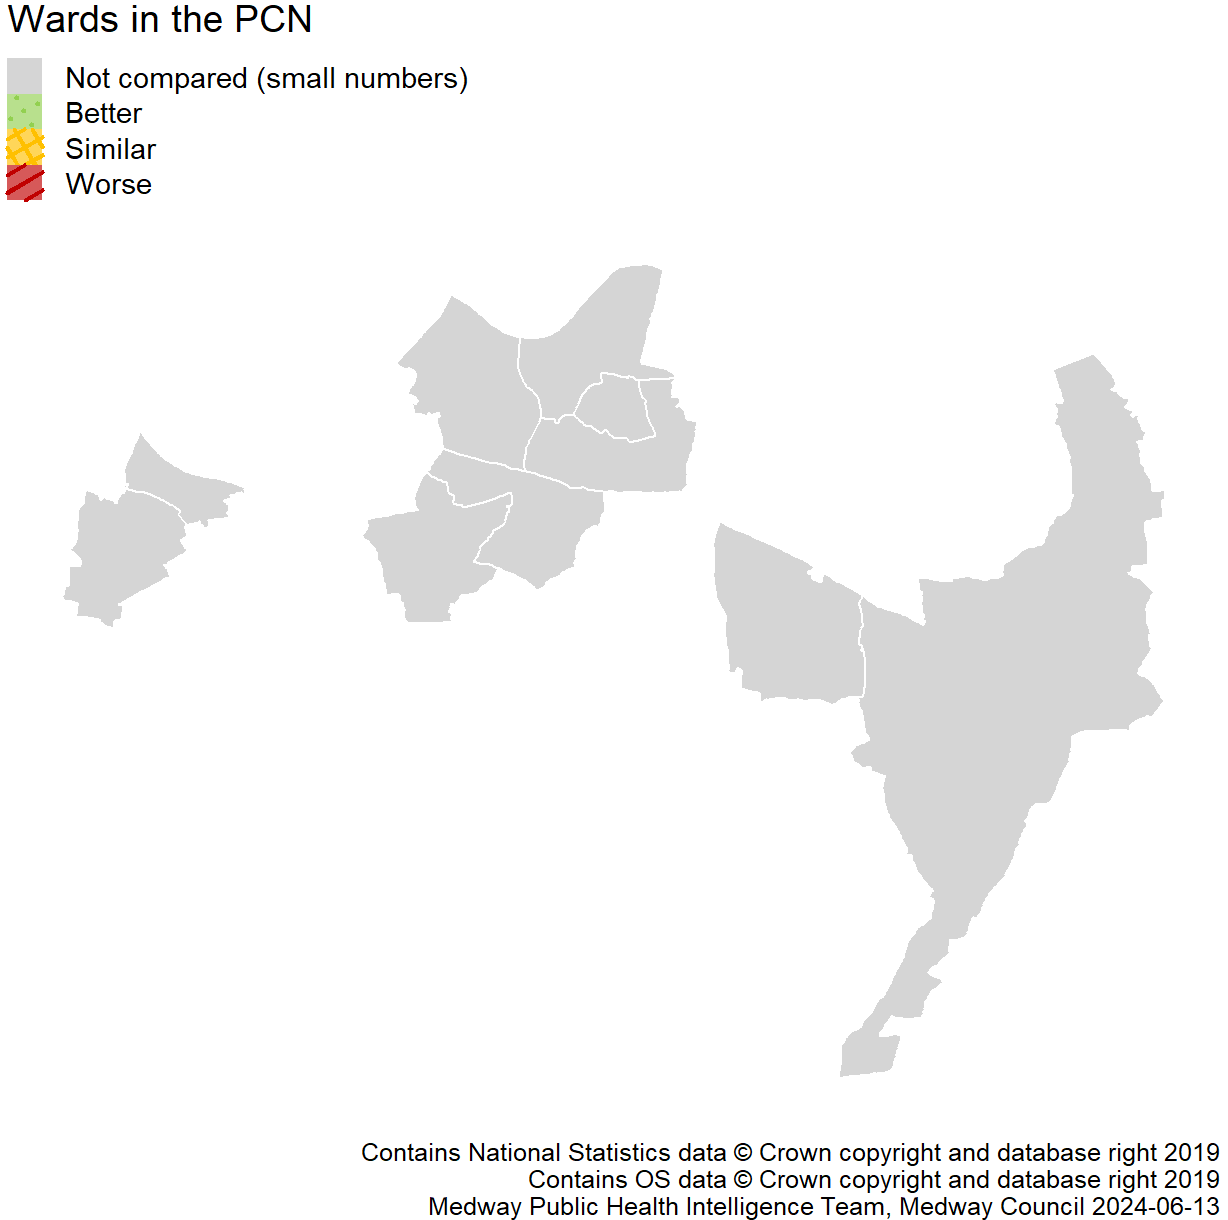 Wards in the PCN
Not compared (small numbers)
Better
Similar
Worse
Contains National Statistics data © Crown copyright and database right 2019
Contains OS data © Crown copyright and database right 2019
Medway Public Health Intelligence Team, Medway Council 2024-06-13